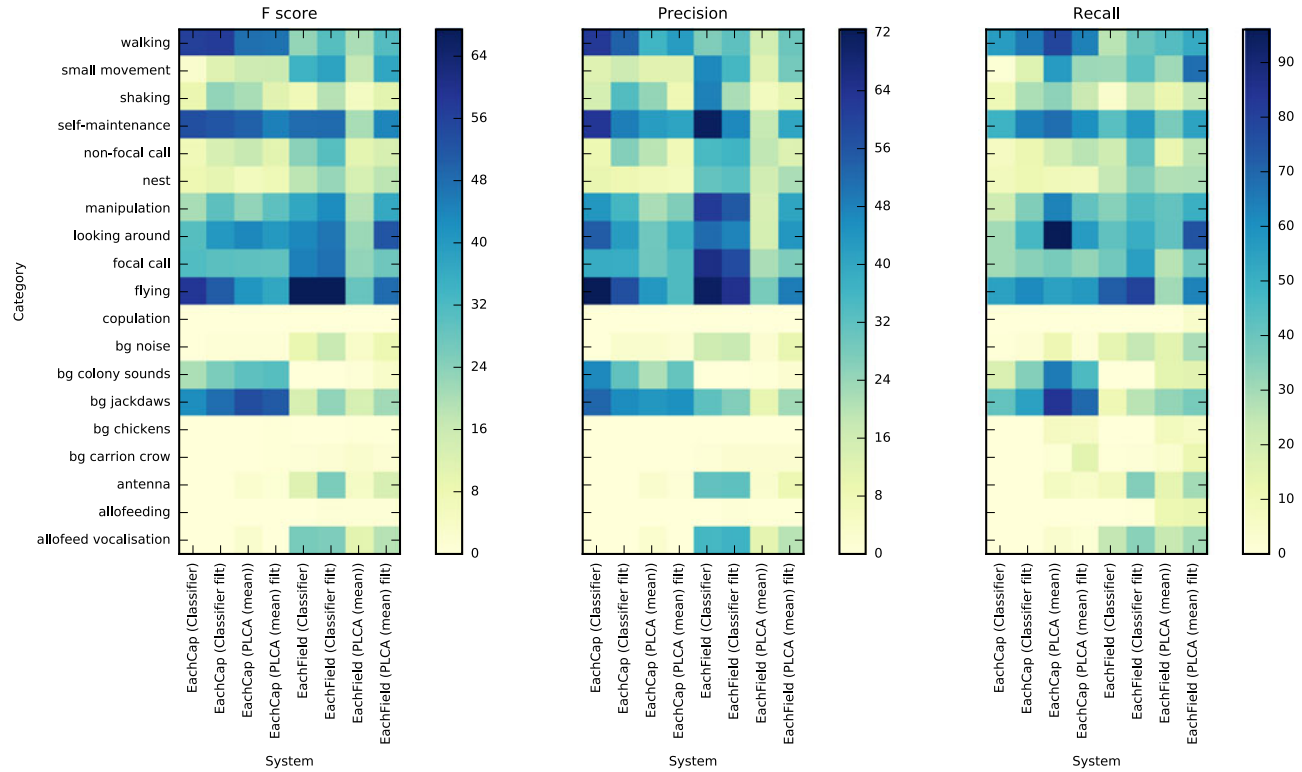 F score
Precision
Recall
Category
walking
small movement
shaking
self-maintenance
non-focal call
nest
manipulation
looking around
focal call
flying
copulation
bg noise
bg colony sounds
bg jackdaws
bg chickens
bg carrion crow
antenna
allofeeding
allofeed vocalisation
64
56
48
40
32
24
16
8
0
72
64
56
48
40
32
24
16
8
0
90
80
70
60
50
40
30
20
10
0
EachCap (Classifier)
EachCap (Classifier filt)
EachCap (PLCA (mean))
EachCap (PLCA (mean) filt)
EachField (Classifier)
EachField (Classifier filt)
EachField (PLCA (mean))
EachField (PLCA (mean) filt)
EachCap (Classifier)
EachCap (Classifier filt)
EachCap (PLCA (mean))
EachCap (PLCA (mean) filt)
EachField (Classifier)
EachField (Classifier filt)
EachField (PLCA (mean))
EachField (PLCA (mean) filt)
EachCap (Classifier)
EachCap (Classifier filt)
EachCap (PLCA (mean))
EachCap (PLCA (mean) filt)
EachField (Classifier)
EachField (Classifier filt)
EachField (PLCA (mean))
EachField (PLCA (mean) filt)
System
System
System